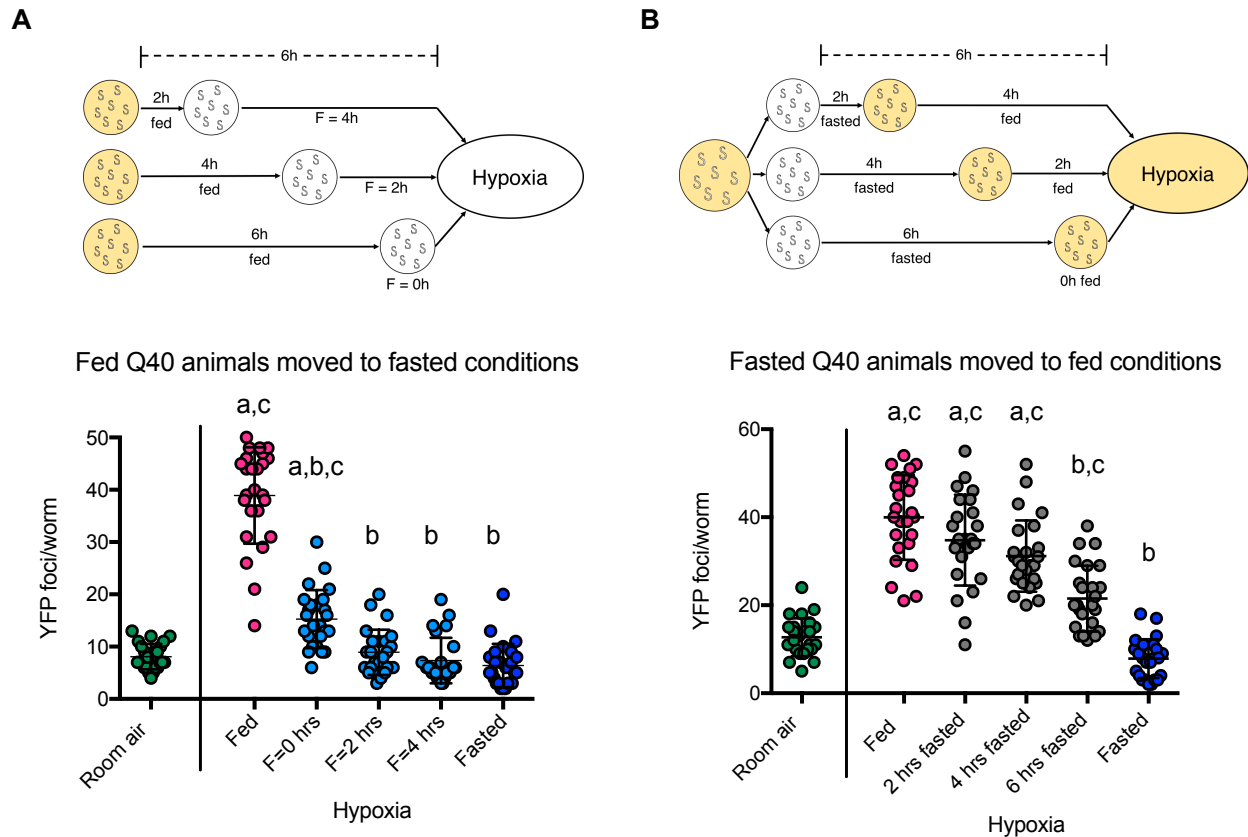 A
6h
2h
fed
F = 4h
4h
fed
F = 2h
6h
fed
F = 0h
Hypoxia
Fed Q40 animals moved to fasted conditions
YFP foci/worm
50
40
30
20
10
0
a,c
a,b,c
b
b
b
Room air
Fed
F=0 hrs
F=2 hrs
F=4 hrs
Fasted
Hypoxia
B
6h
2h
fasted
4h
fed
4h
fasted
2h
fed
6h
fasted
0h fed
Hypoxia
Fasted Q40 animals moved to fed conditions
YFP foci/worm
60
40
20
0
a,c
a,c
a,c
b,c
b
Room air
Fed
2 hrs fasted
4 hrs fasted
6 hrs fasted
Fasted
Hypoxia